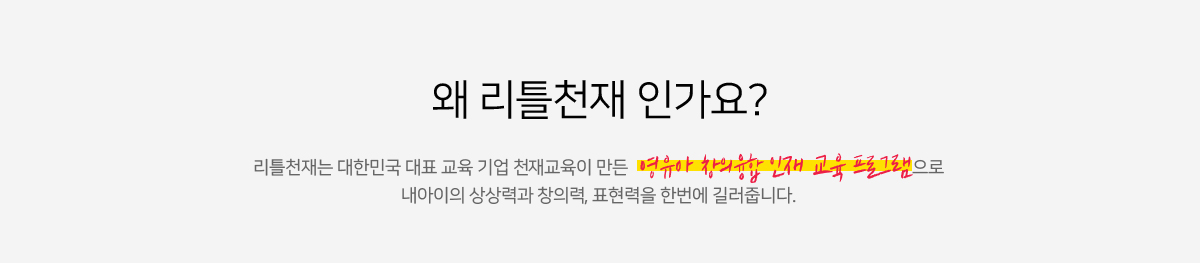 왜 리틀천재 인가요?
리틀천재는 대한민국 대표 교육 기업 천재교육이 만든 영유아 창의융합 인재 교육 프로그램으로
내아이의 상상력과 창의력, 표현력을 한번에 길러줍니다.